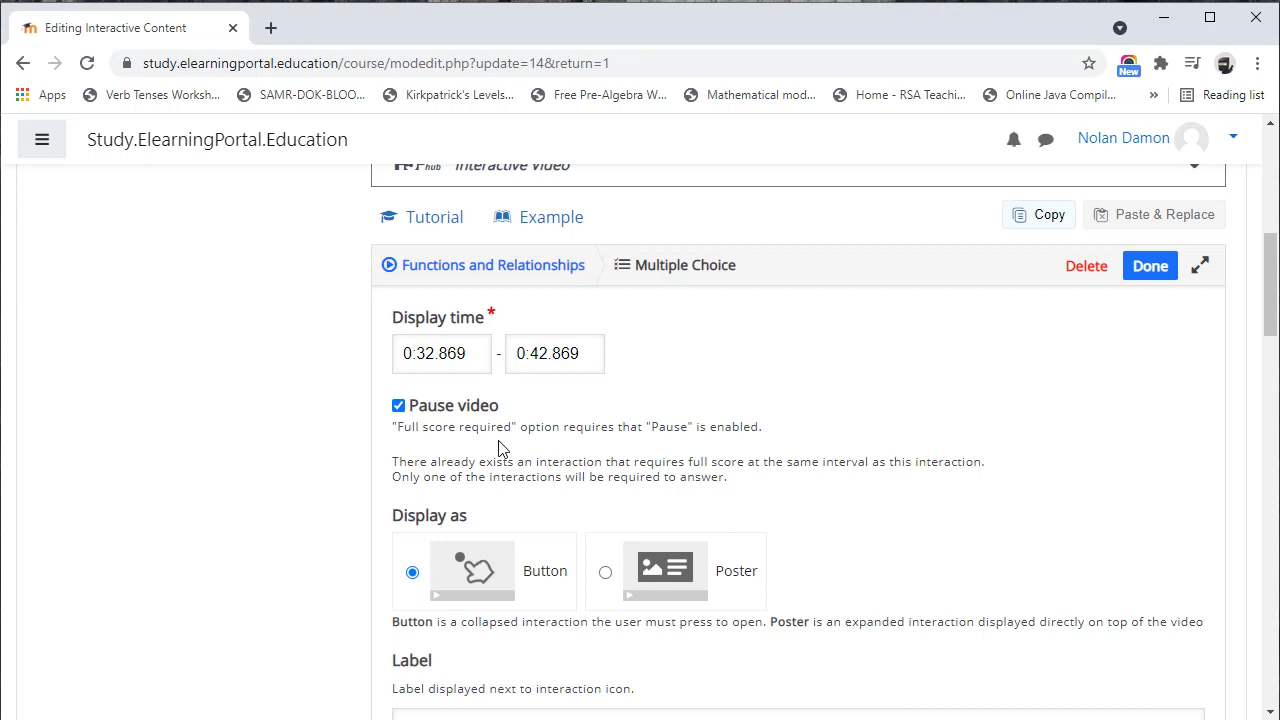 Editing Interactive Content
study.elearningportal.education/course/modedit.php?update=14&return=1
New
Apps Verb Tenses Worksh... SAMR-DOK-BLOO... Kirkpatrick's Levels... Free Pre-Algebra W... Mathematical mod... Home - RSA Teachi... Online Java Compil... » Reading list
Study.ElearningPortal.Education
Nolan Damon
hub Interactive Video
Tutorial Example Copy Paste & Replace
Functions and Relationships Multiple Choice Delete Done
Display time *
0:32.869 - 0:42.869
Pause video
"Full score required" option requires that "Pause" is enabled.
There already exists an interaction that requires full score at the same interval as this interaction.
Only one of the interactions will be required to answer.
Display as
Button Poster
Button is a collapsed interaction the user must press to open. Poster is an expanded interaction displayed directly on top of the video
Label
Label displayed next to interaction icon.